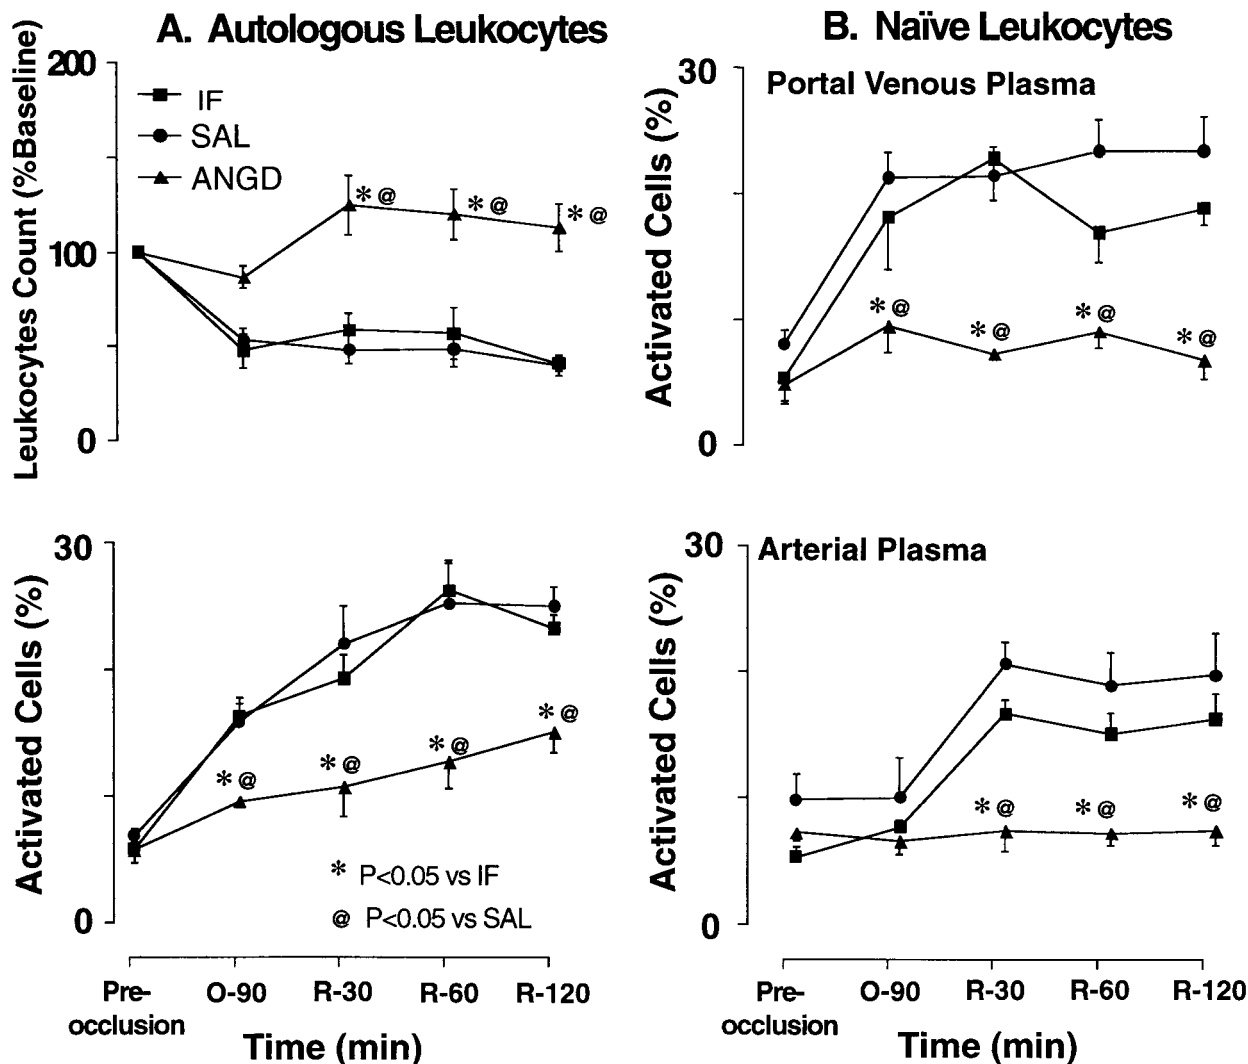 A. Autologous Leukocytes
200
IF
SAL
ANGD
* @
* @
* @
100
0
Leukocytes Count (%Baseline)
30
* @
* @
* @
* @
* P<0.05 vs IF
@ P<0.05 vs SAL
0
Activated Cells (%)
Pre-occlusion O-90 R-30 R-60 R-120
Time (min)
B. Naïve Leukocytes
30
Portal Venous Plasma
* @
* @
* @
* @
0
Activated Cells (%)
30
Arterial Plasma
* @
* @
* @
0
Activated Cells (%)
Pre-occlusion O-90 R-30 R-60 R-120
Time (min)